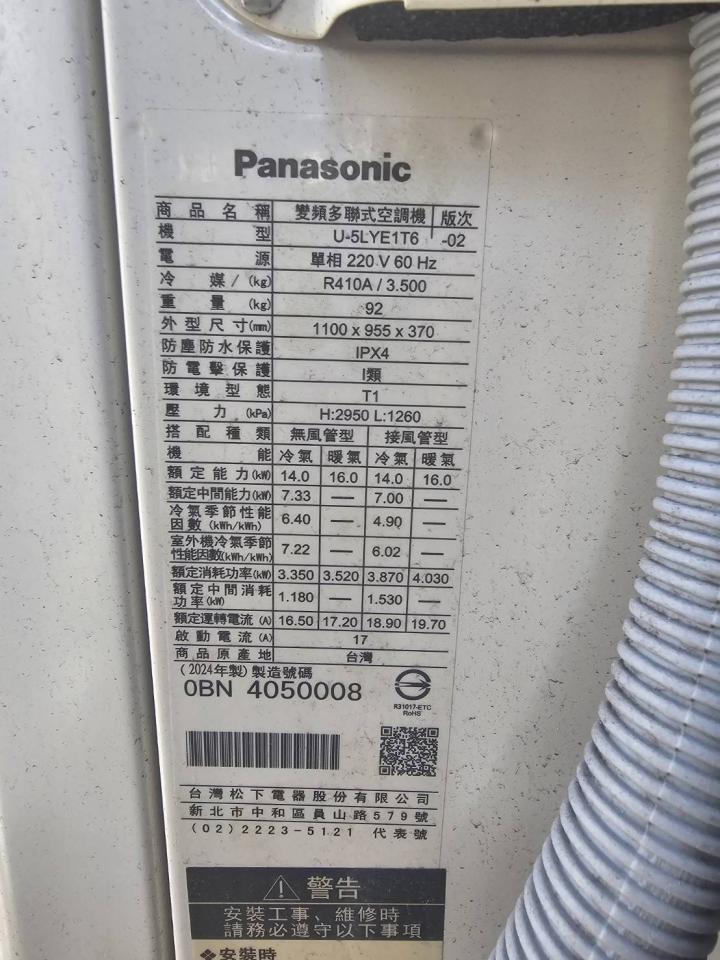 Panasonic
商品名稱 變頻多聯式空調機 版次
機型 U-5LYE1T6 -02
電源 單相 220 V 60 Hz
冷媒/(kg) R410A / 3.500
重量(kg) 92
外型尺寸(mm) 1100 x 955 x 370
防塵防水保護 IPX4
防電擊保護 I類
環境型態 T1
壓力(kPa) H:2950 L:1260
搭配種類 無風管型 接風管型
機能 冷氣 暖氣 冷氣 暖氣
額定能力(kW) 14.0 16.0 14.0 16.0
額定中間能力(kW) 7.33 — 7.00 —
冷氣季節性能
因數(kWh/kWh) 6.40 — 4.90 —
室外機冷氣季節
性能因數(kWh/kWh) 7.22 — 6.02 —
額定消耗功率(kW) 3.350 3.520 3.870 4.030
額定中間消耗
功率(kW) 1.180 — 1.530 —
額定運轉電流(A) 16.50 17.20 18.90 19.70
啟動電流(A) 17
商品原產地 台灣
(2024年製)製造號碼
0BN 4050008
R31017-ETC
RoHS
台灣松下電器股份有限公司
新北市中和區員山路579號
(02)2223-5121 代表號
警告
安裝工事、維修時
請務必遵守以下事項
❖安裝時